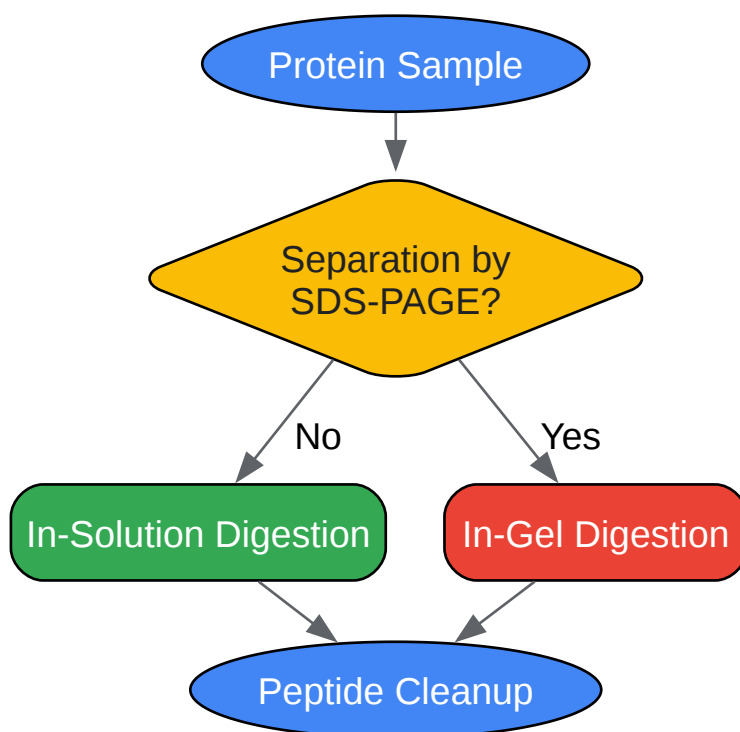 Protein Sample
Separation by
SDS-PAGE?
No
Yes
In-Solution Digestion
In-Gel Digestion
Peptide Cleanup